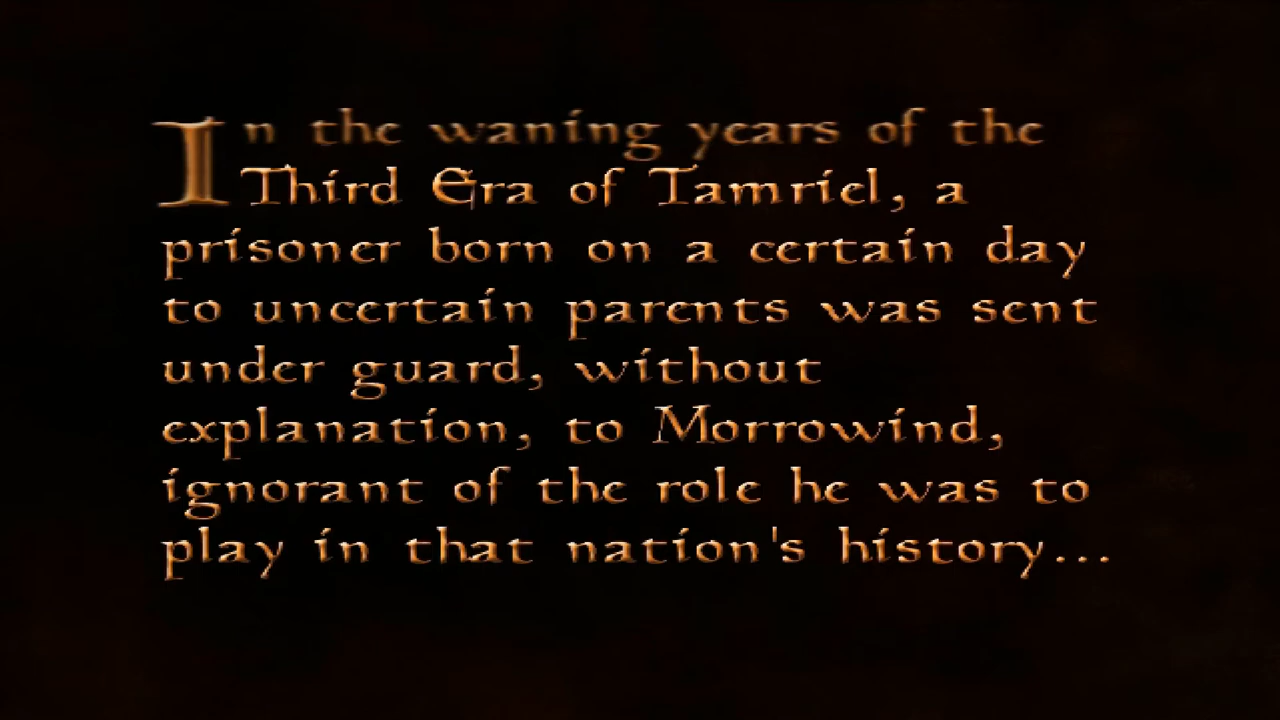 In the waning years of the
Third Era of Tamriel, a
prisoner born on a certain day
to uncertain parents was sent
under guard, without
explanation, to Morrowind,
ignorant of the role he was to
play in that nation's history...